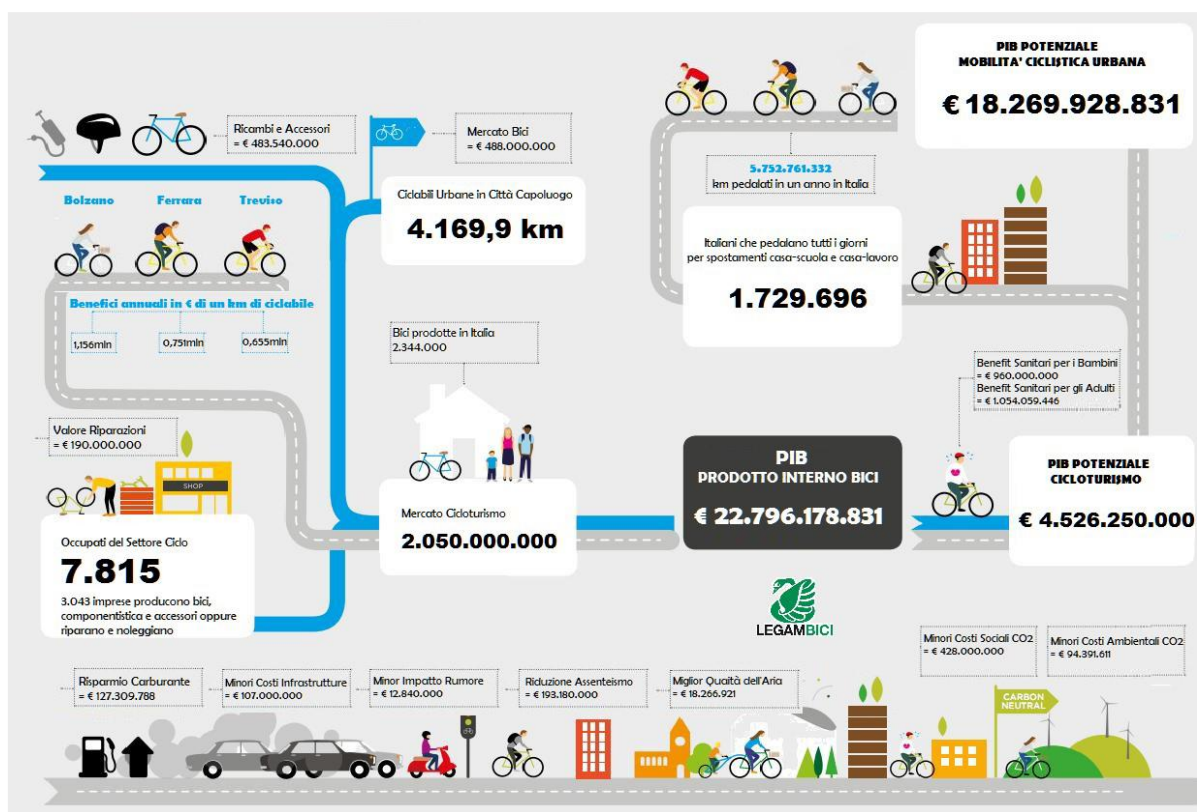 PIB POTENZIALE
MOBILITA' CICLISTICA URBANA
€ 18.269.928.831
Ricambi e Accessori
= € 483.540.000
Mercato Bici
= € 488.000.000
Ciclabili Urbane in Città Capoluogo
4.169,9 km
5.752.761.332
km pedalati in un anno in Italia
Italiani che pedalano tutti i giorni
per spostamenti casa-scuola e casa-lavoro
1.729.696
Bolzano Ferrara Treviso
Benefici annuali in € di un km di ciclabile
1,156mln 0,751mln 0,655mln
Bici prodotte in Italia
2.344.000
Benefit Sanitari per i Bambini
= € 960.000.000
Benefit Sanitari per gli Adulti
= € 1.054.059.446
Valore Riparazioni
= € 190.000.000
SHOP
Occupati del Settore Ciclo
7.815
3.043 imprese producono bici,
componentistica e accessori oppure
riparano e noleggiano
Mercato Cicloturismo
2.050.000.000
PIB
PRODOTTO INTERNO BICI
€ 22.796.178.831
PIB POTENZIALE
CICLOTURISMO
€ 4.526.250.000
LEGAMBICI
Risparmio Carburante
= € 127.309.788
Minori Costi Infrastrutture
= € 107.000.000
Minor Impatto Rumore
= € 12.840.000
Riduzione Assenteismo
= € 193.180.000
Miglior Quaità dell'Aria
= € 18.266.921
Minori Costi Sociali CO2
= € 428.000.000
Minori Costi Ambientali CO2
= € 94.391.611
CARBON
NEUTRAL